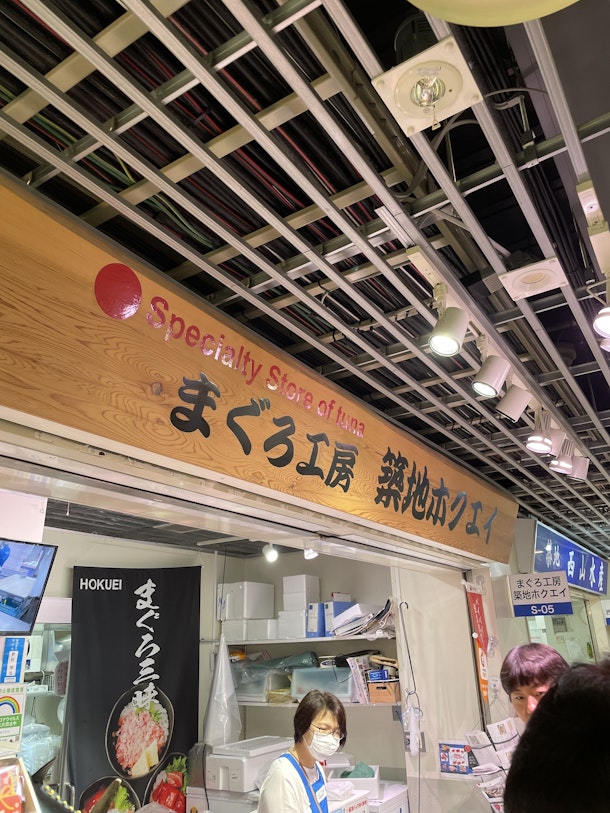 Specialty Store of tuna
まぐろ工房 築地ホクエイ
HOKUEI
まぐろ三昧
まぐろ工房
築地ホクエイ
S-05
西山水産